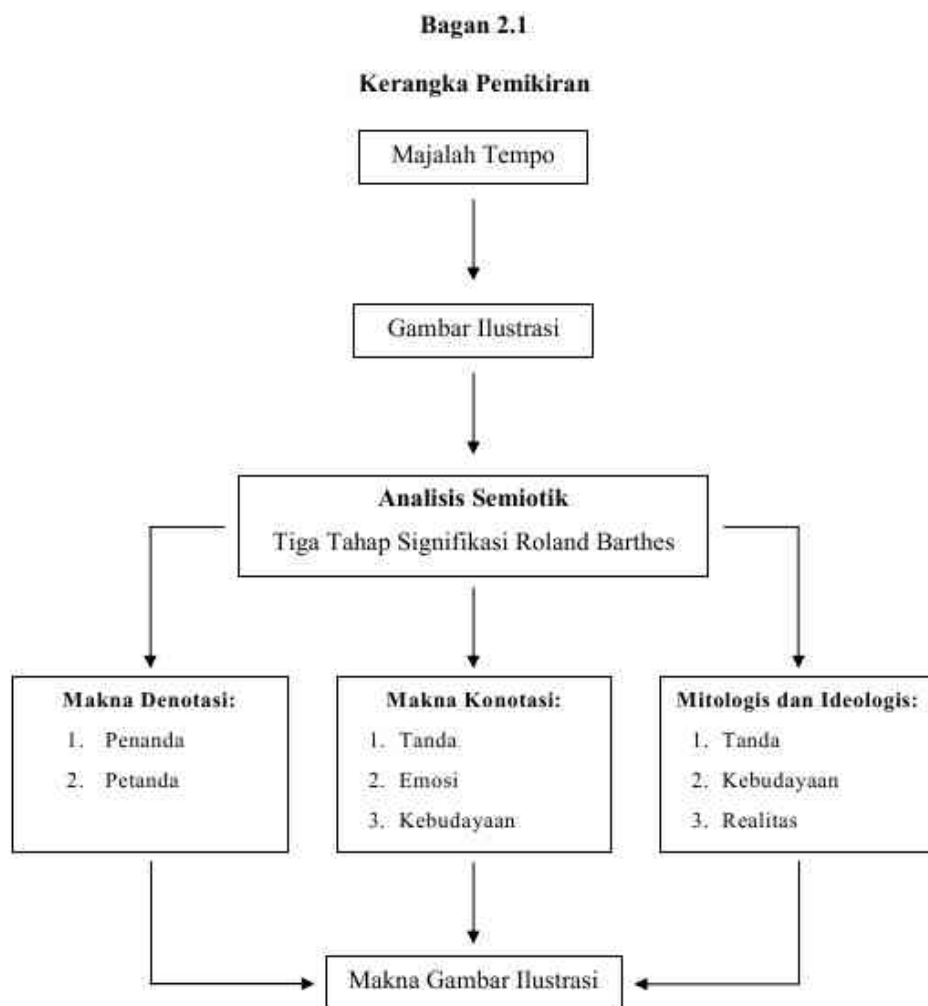 Bagan 2.1
Kerangka Pemikiran
Majalah Tempo
Gambar Ilustrasi
Analisis Semiotik
Tiga Tahap Signifikasi Roland Barthes
Makna Denotasi:
1. Penanda
2. Petanda
Makna Konotasi:
1. Tanda
2. Emosi
3. Kebudayaan
Mitologis dan Ideologis:
1. Tanda
2. Kebudayaan
3. Realitas
Makna Gambar Ilustrasi